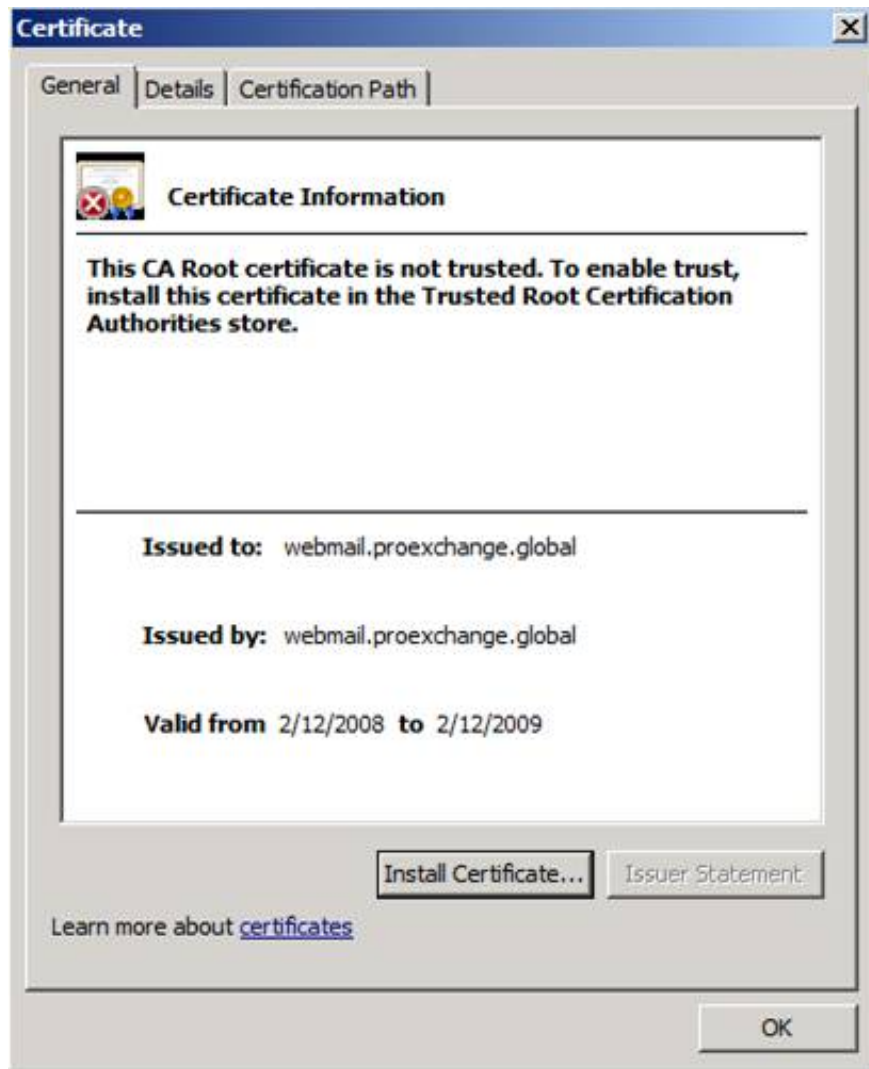 Certificate
General Details Certification Path
Certificate Information
This CA Root certificate is not trusted. To enable trust,
install this certificate in the Trusted Root Certification
Authorities store.
Issued to: webmail.proexchange.global
Issued by: webmail.proexchange.global
Valid from 2/12/2008 to 2/12/2009
Install Certificate... Issuer Statement
Learn more about certificates
OK